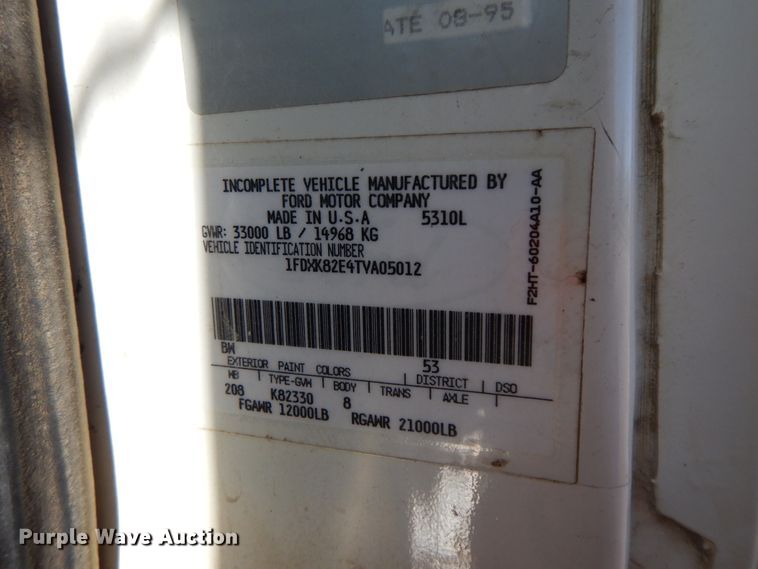 ATE 08-95
INCOMPLETE VEHICLE MANUFACTURED BY
FORD MOTOR COMPANY
MADE IN U.S.A 5310L
GVWR: 33000 LB / 14968 KG
VEHICLE IDENTIFICATION NUMBER
1FDXK82E4TVA05012
F2HT-60204A10-AA
BW 53
EXTERIOR PAINT COLORS DISTRICT DSO
WB TYPE-GVW BODY TRANS AXLE
208 K82330 8
FGAWR 12000LB RGAWR 21000LB
Purple Wave Auction